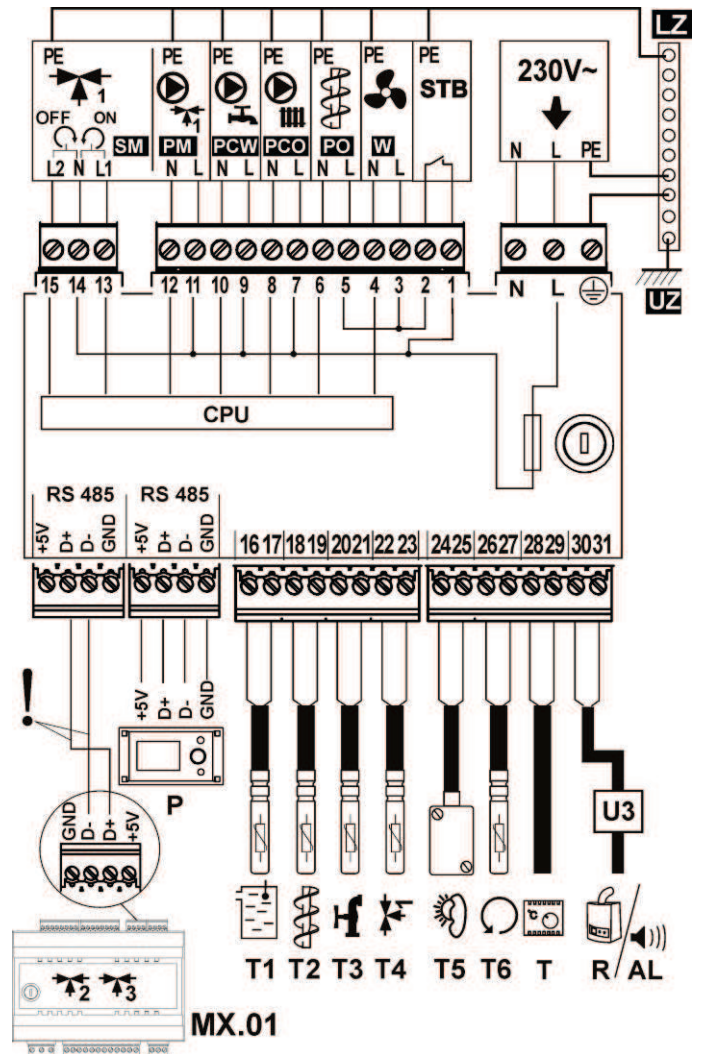 LZ
PE PE PE PE PE PE PE
1 STB 230V~
OFF ON 1
SM PM PCW PCO PO W N L PE
L2 N L1 N L N L N L N L N L
15 14 13 12 11 10 9 8 7 6 5 4 3 2 1 N L
UZ
CPU
RS 485 RS 485
+5V D+ D- GND +5V D+ D- GND
16 17 18 19 20 21 22 23 24 25 26 27 28 29 30 31
!
+5V D+ D- GND
P
GND D- D+ +5V
U3
°C
1
T1 T2 T3 T4 T5 T6 T R / AL
2 3
MX.01